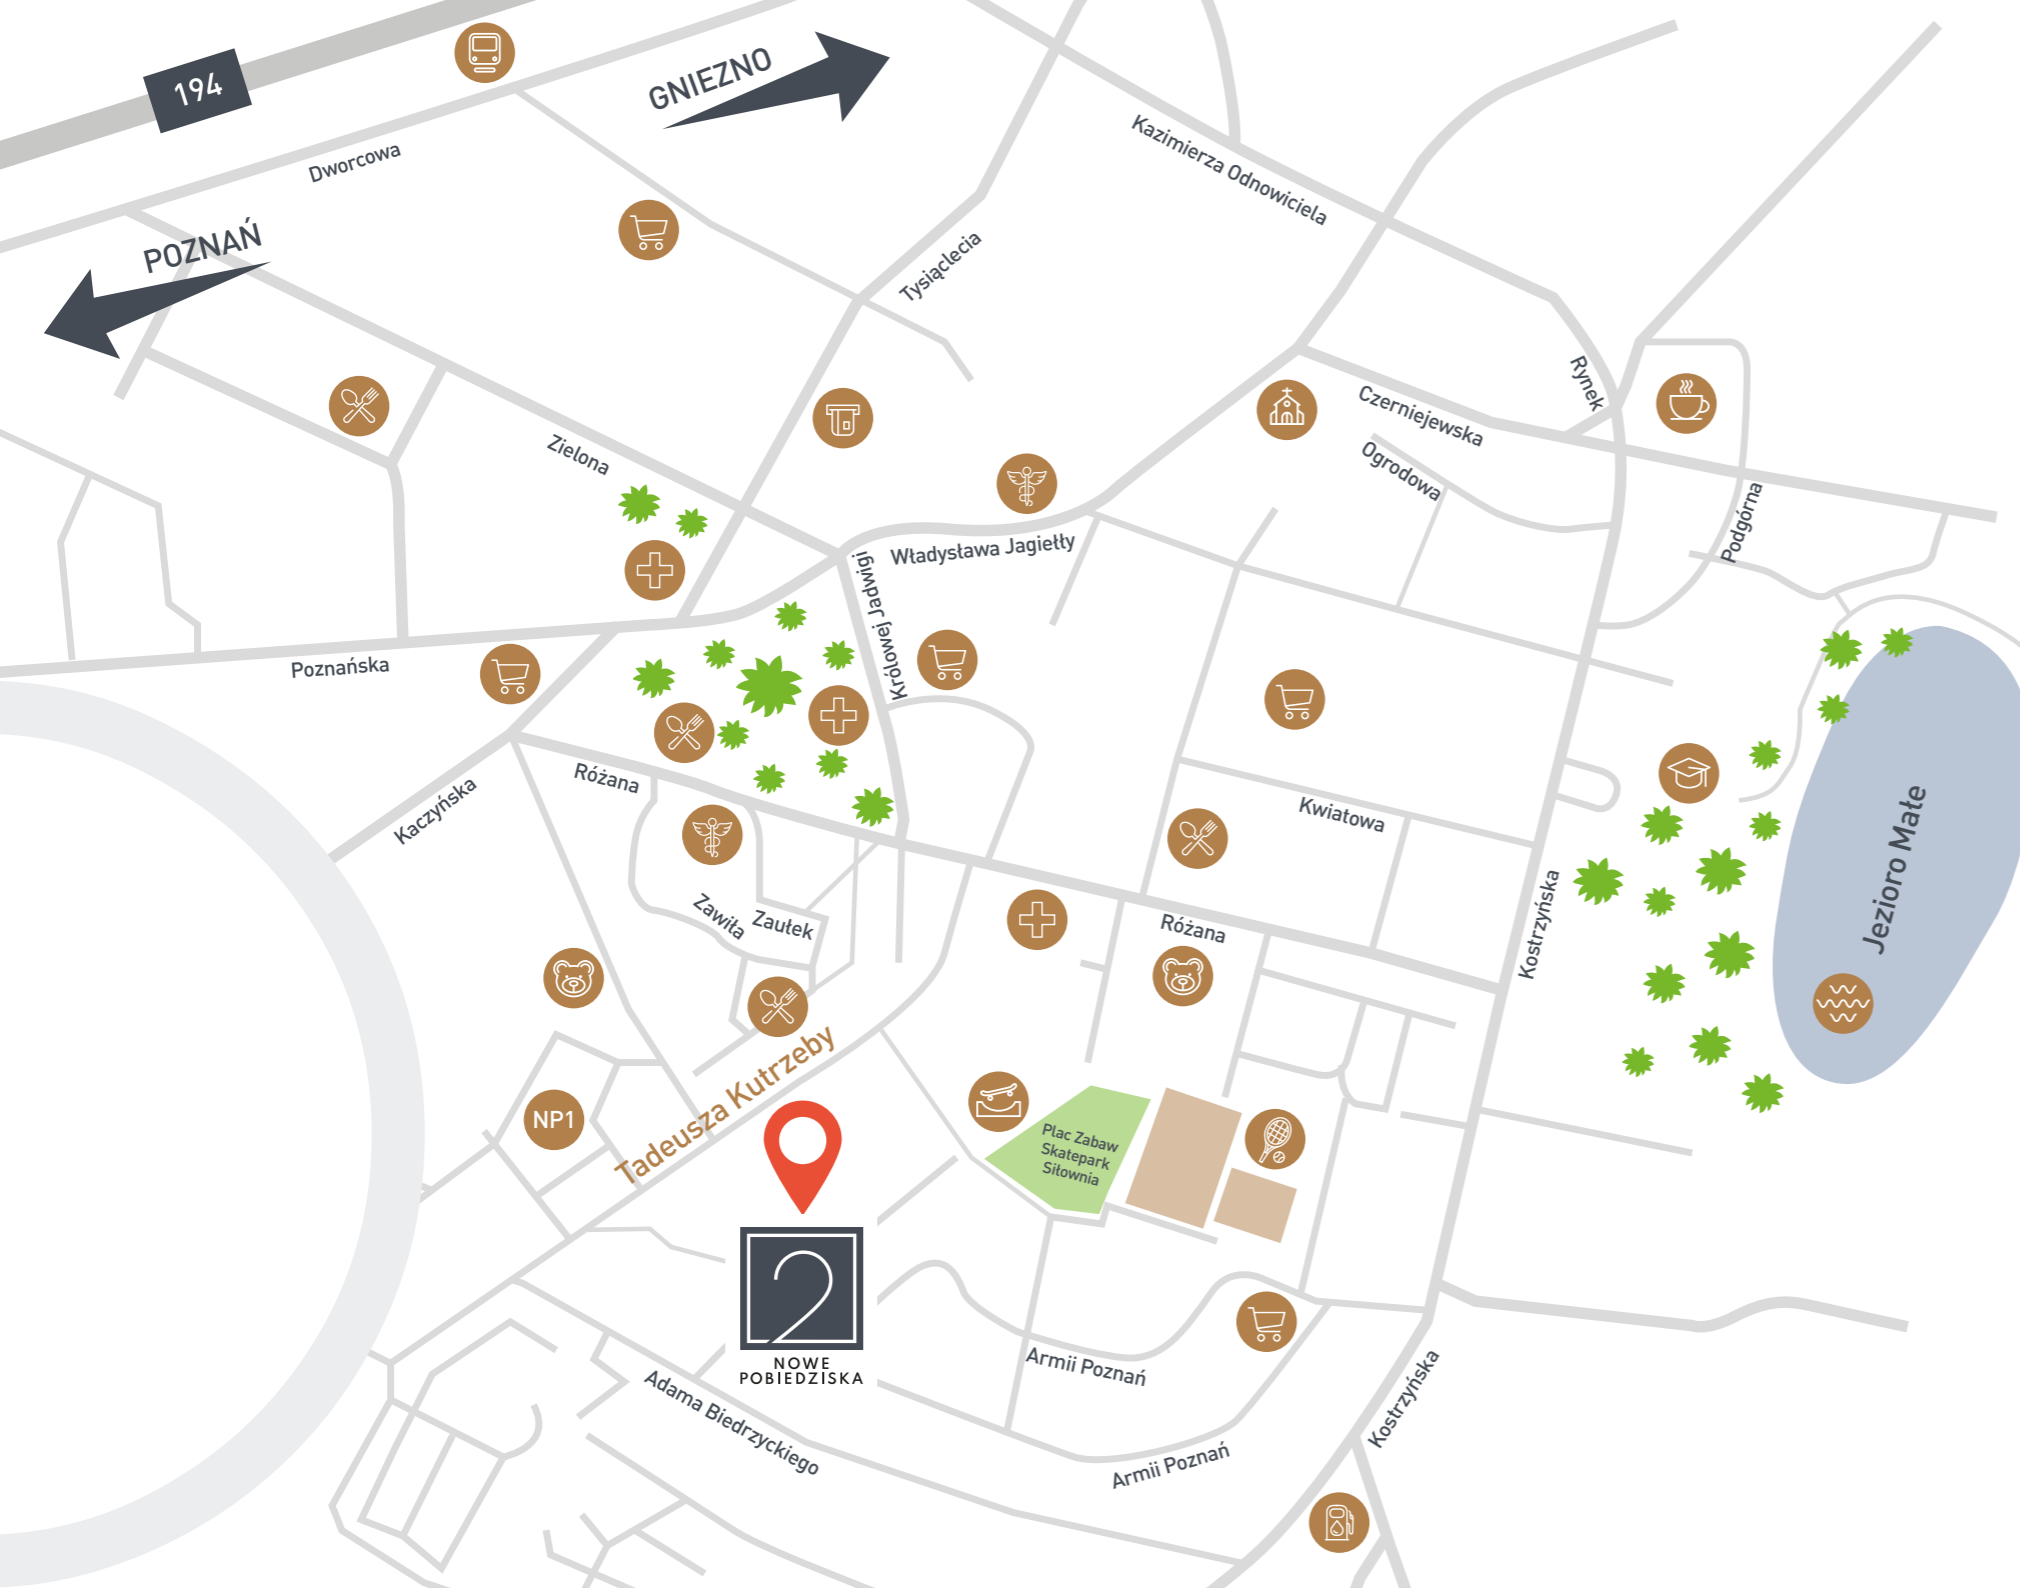 194
GNIEZNO
Dworcowa
Kazimierza Odnowiciela
POZNAŃ
Tysiąclecia
Rynek
Czerniejewska
Zielona
Ogrodowa
Podgórna
Władysława Jagiełły
Królowej Jadwigi
Poznańska
Różana
Kaczyńska
Kwiatowa
Jezioro Małe
Zawiła
Zaułek
Różana
Kostrzyńska
Tadeusza Kutrzeby
NP1
Plac Zabaw
Skatepark
Siłownia
2
NOWE
POBIEDZISKA
Armii Poznań
Adama Biedrzyckiego
Kostrzyńska
Armii Poznań